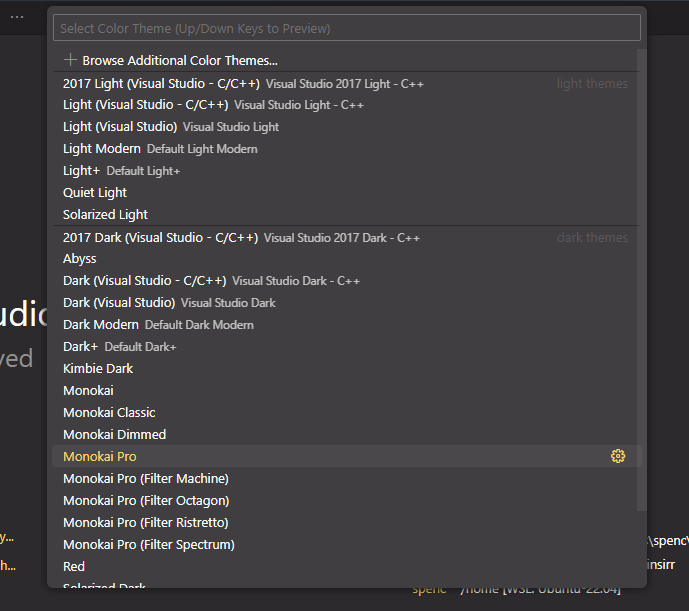 Select Color Theme (Up/Down Keys to Preview)
Browse Additional Color Themes...
2017 Light (Visual Studio - C/C++) Visual Studio 2017 Light - C++ light themes
Light (Visual Studio - C/C++) Visual Studio Light - C++
Light (Visual Studio) Visual Studio Light
Light Modern Default Light Modern
Light+ Default Light+
Quiet Light
Solarized Light
2017 Dark (Visual Studio - C/C++) Visual Studio 2017 Dark - C++ dark themes
Abyss
Dark (Visual Studio - C/C++) Visual Studio Dark - C++
Dark (Visual Studio) Visual Studio Dark
Dark Modern Default Dark Modern
Dark+ Default Dark+
Kimbie Dark
Monokai
Monokai Classic
Monokai Dimmed
Monokai Pro
Monokai Pro (Filter Machine)
Monokai Pro (Filter Octagon)
Monokai Pro (Filter Ristretto)
Monokai Pro (Filter Spectrum)
Red
Solarized Dark
y...
\spenc\
h...
insirr
spenc /home [WSL: Ubuntu-22.04]